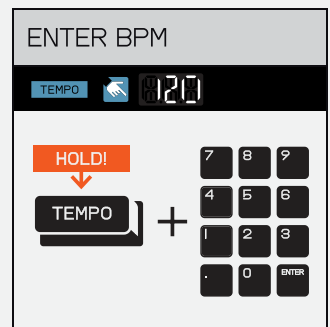 ENTER BPM
TEMPO 120
HOLD!
TEMPO
+
7 8 9
4 5 6
1 2 3
. 0 ENTER